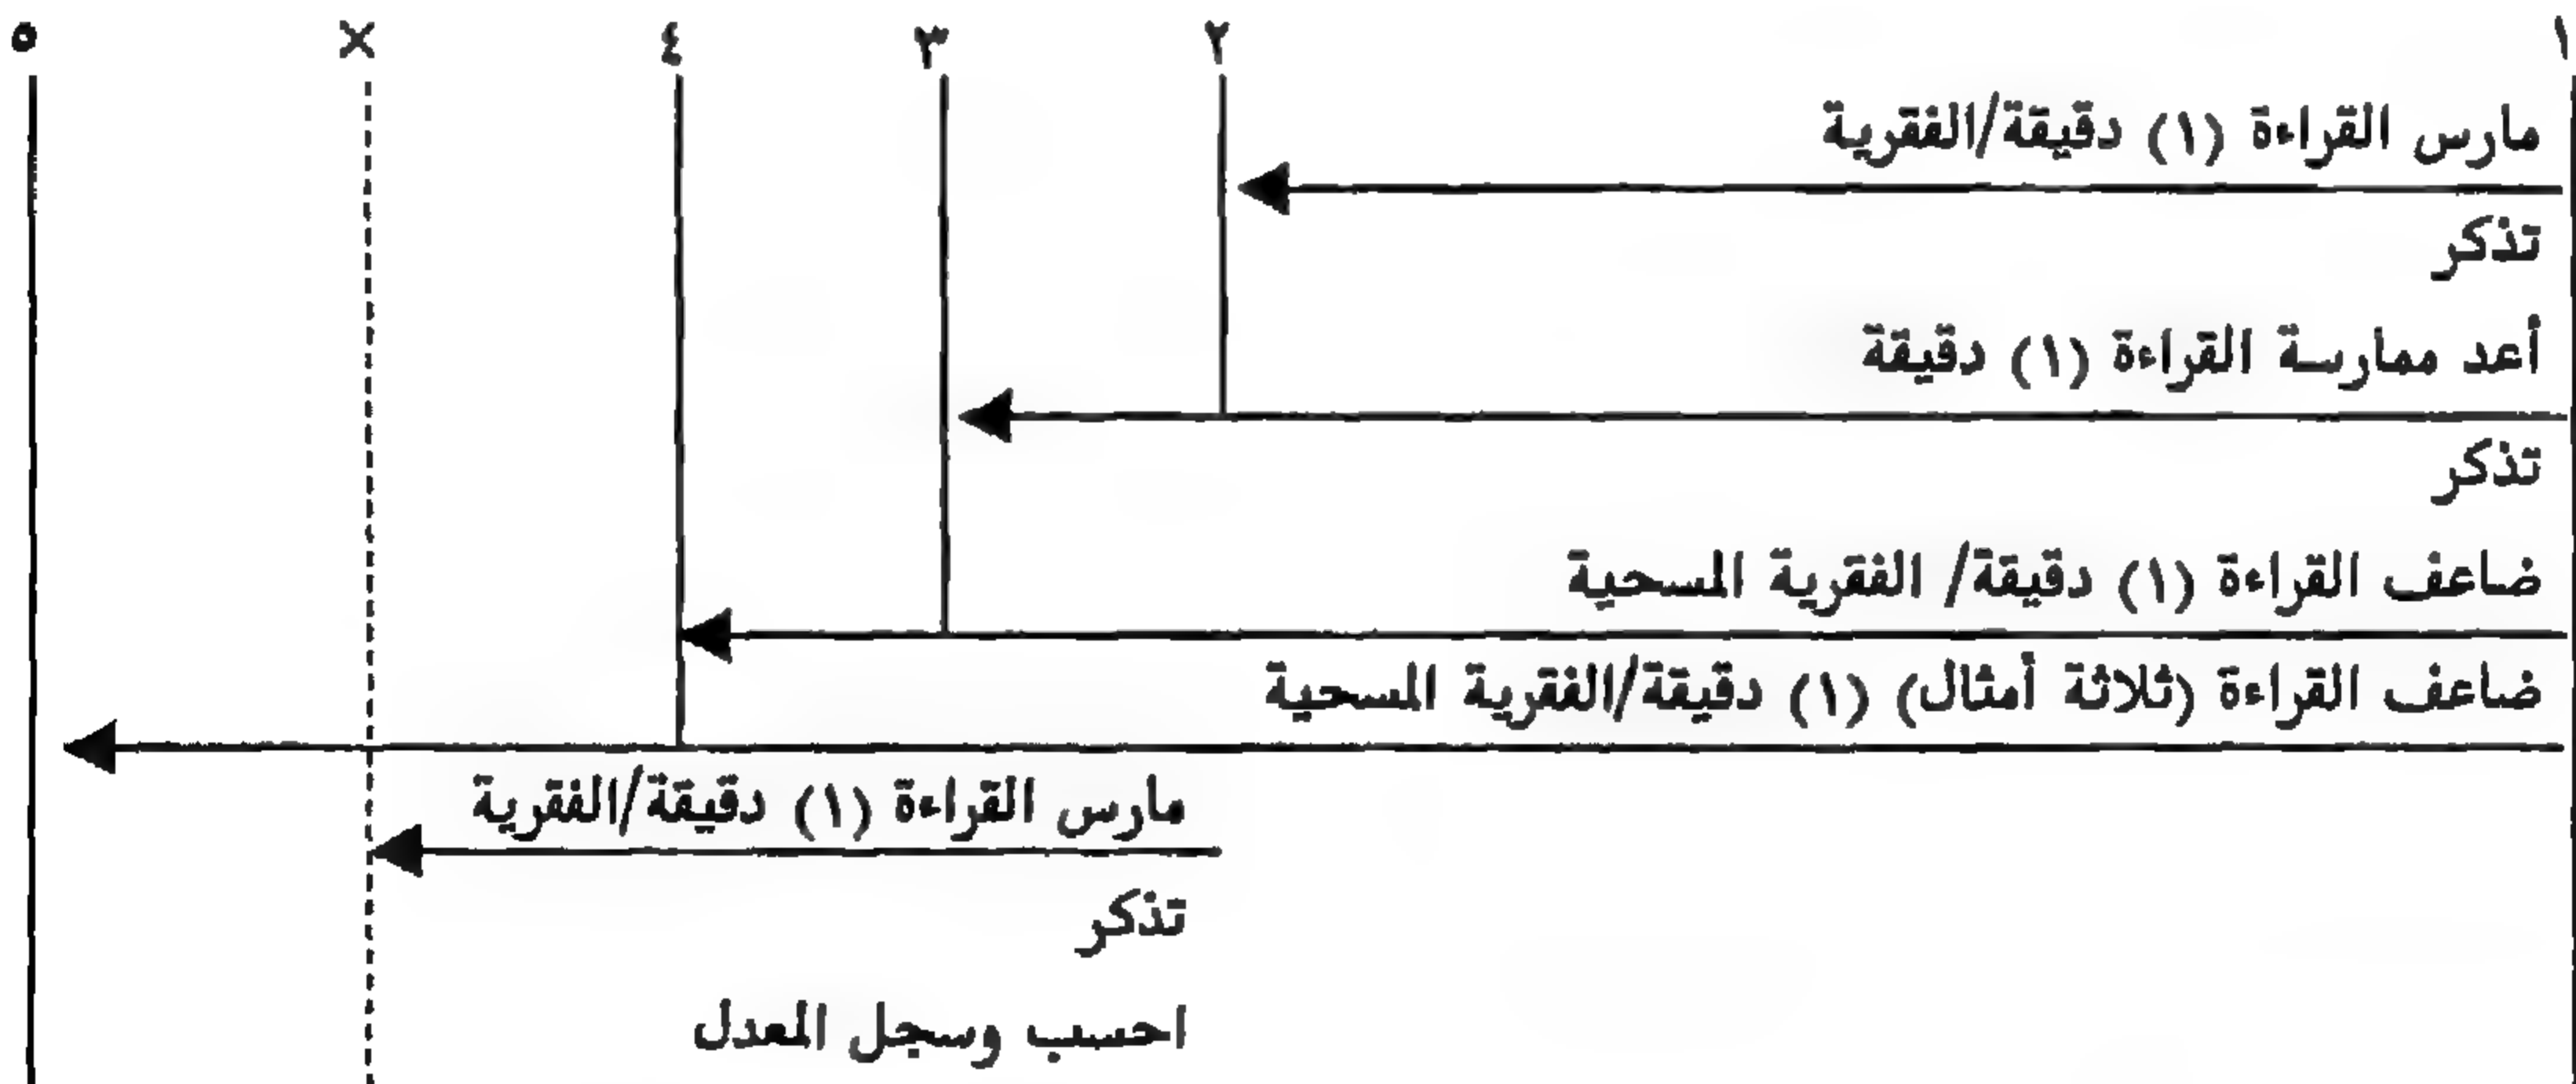 ١ ٢ ٣ ٤ X ٥
مارس القراءة (١) دقيقة/الفقرية
تذكر
أعد ممارسة القراءة (١) دقيقة
تذكر
ضاعف القراءة (١) دقيقة/ الفقرية المسحية
ضاعف القراءة (ثلاثة أمثال) (١) دقيقة/الفقرية المسحية
مارس القراءة (١) دقيقة/الفقرية
تذكر
احسب وسجل المعدل